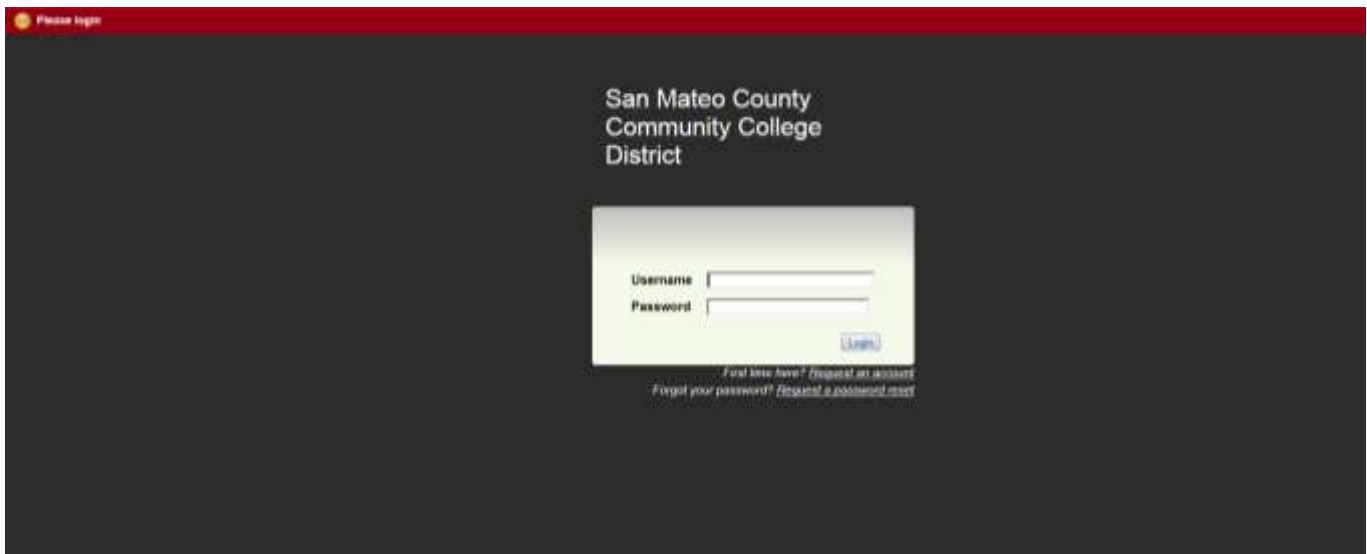 Please login
San Mateo County
Community College
District
Username
Password
Login
First time here? Request an account
Forgot your password? Request a password reset